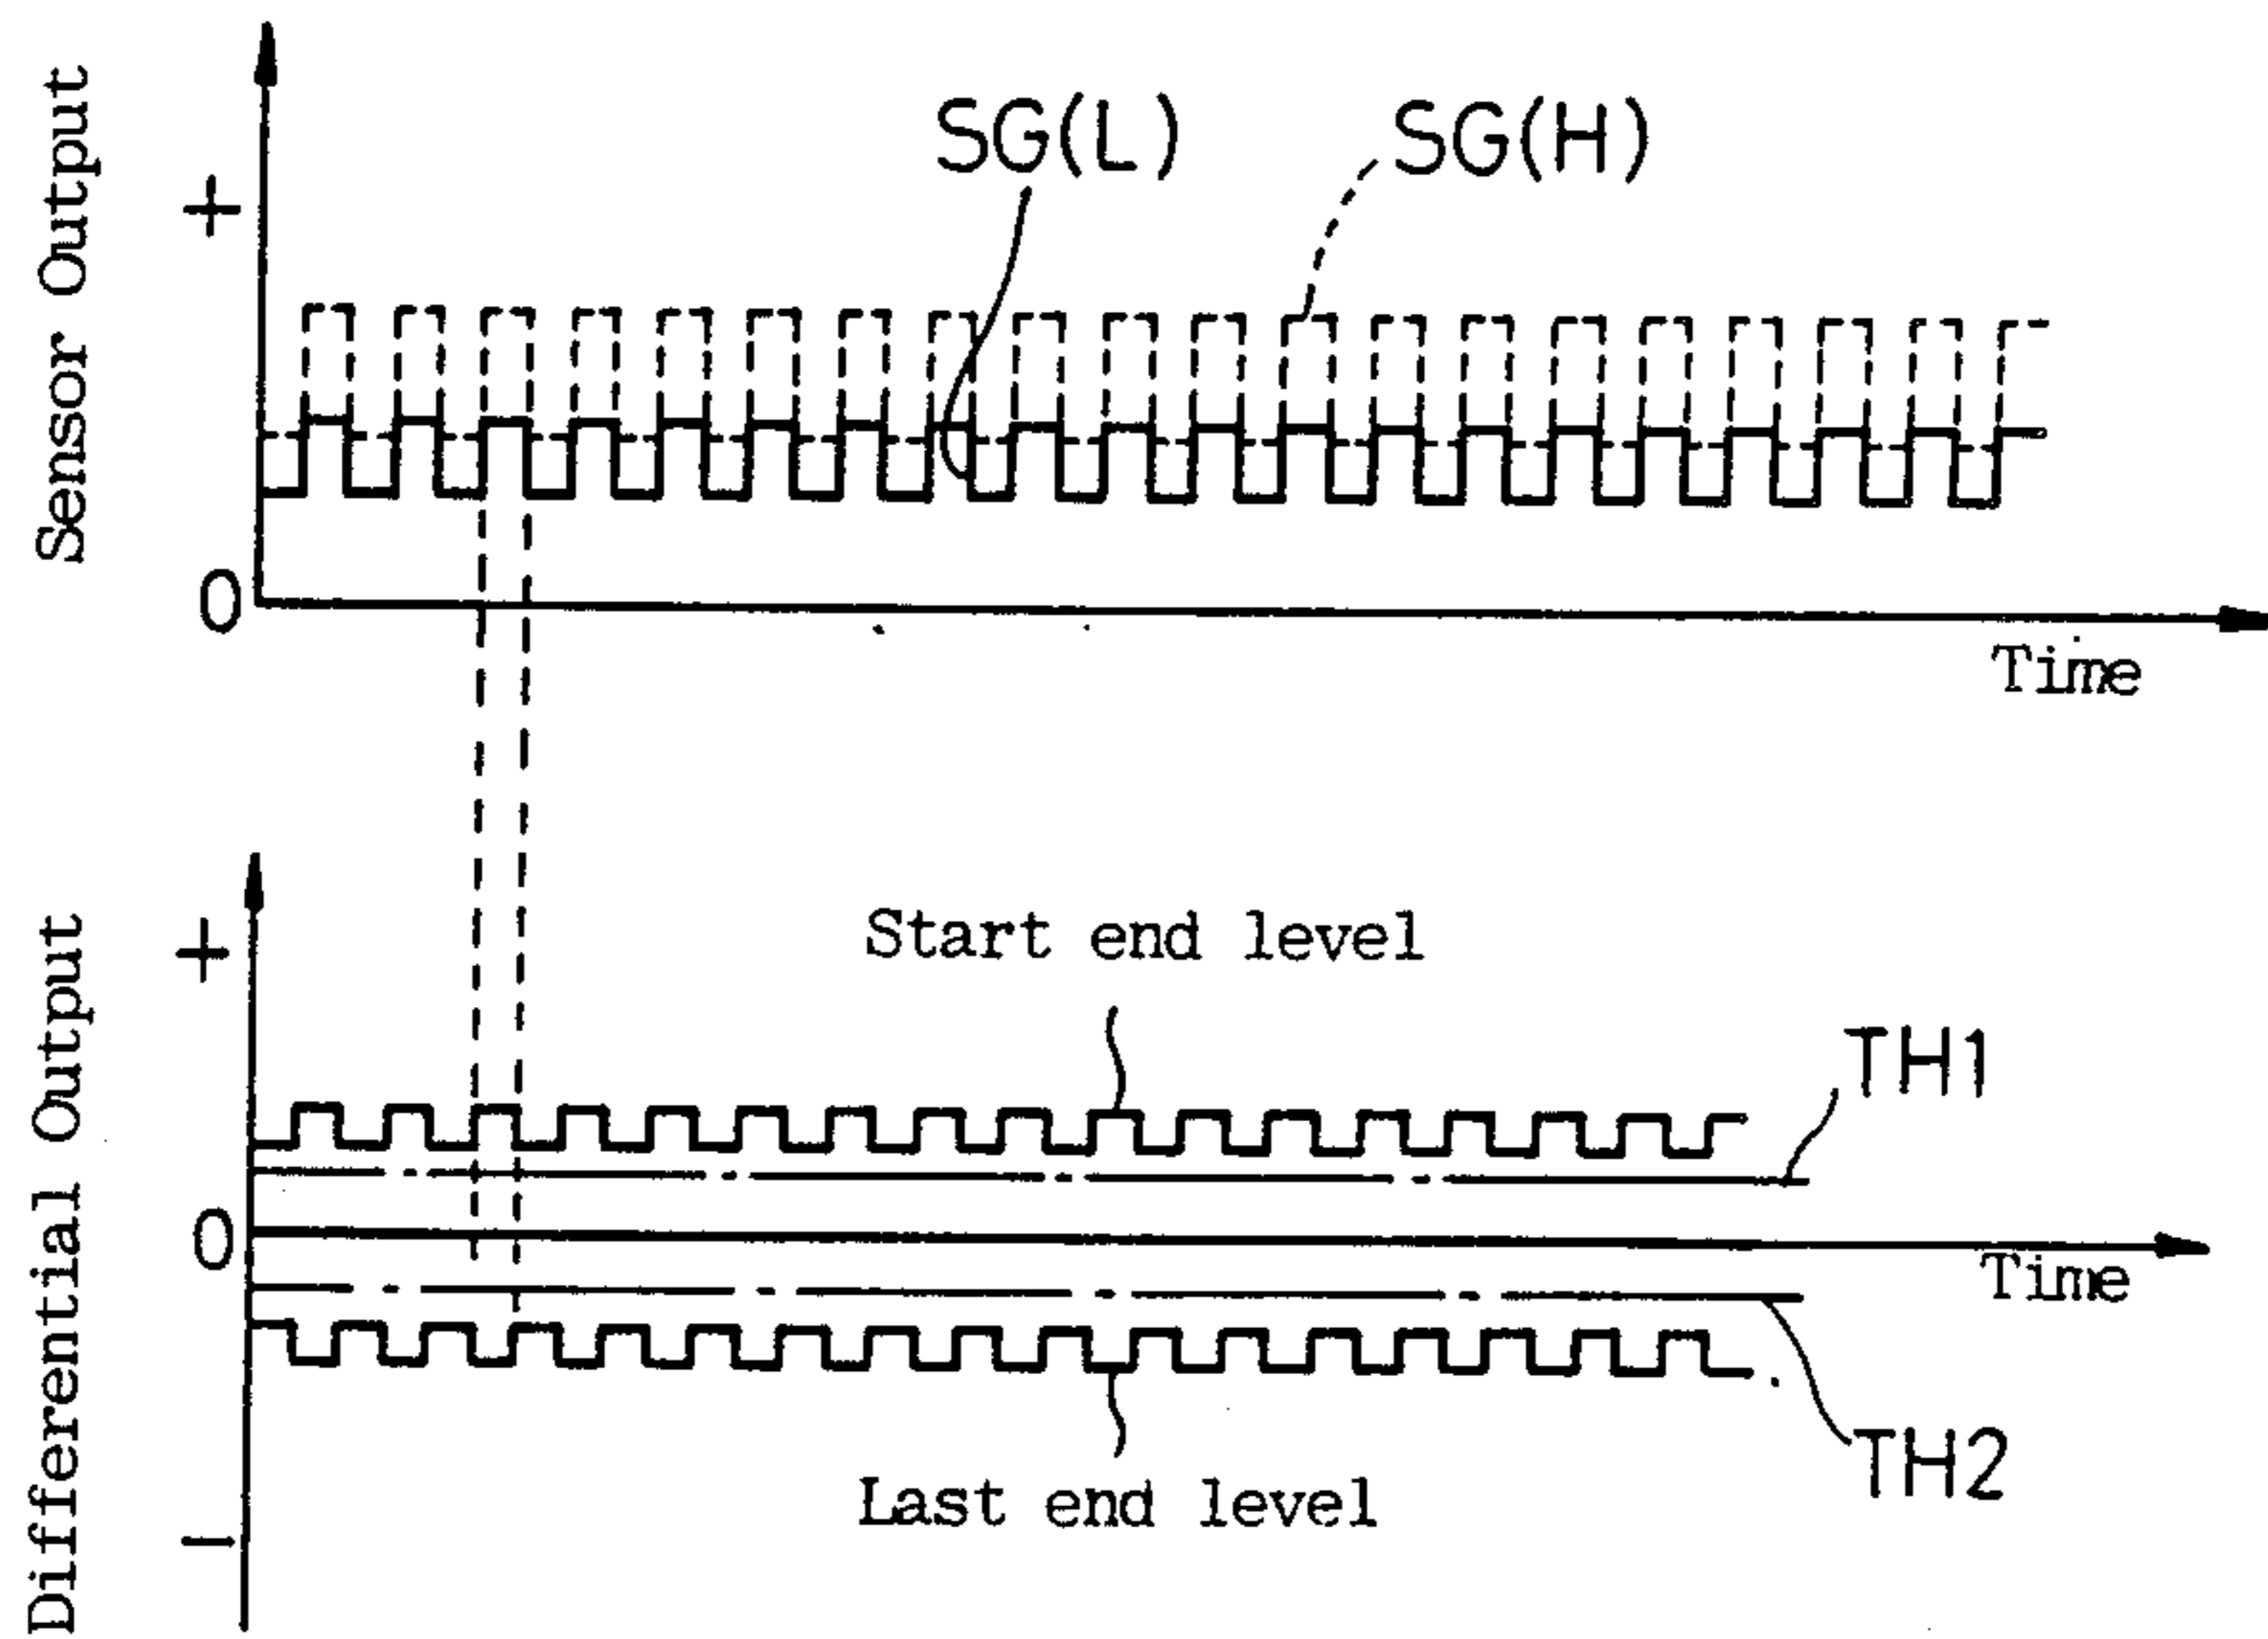 Sensor Output
+
SG(L)
SG(H)
0
Time
Differential Output
+
Start end level
TH1
0
Time
TH2
Last end level
−